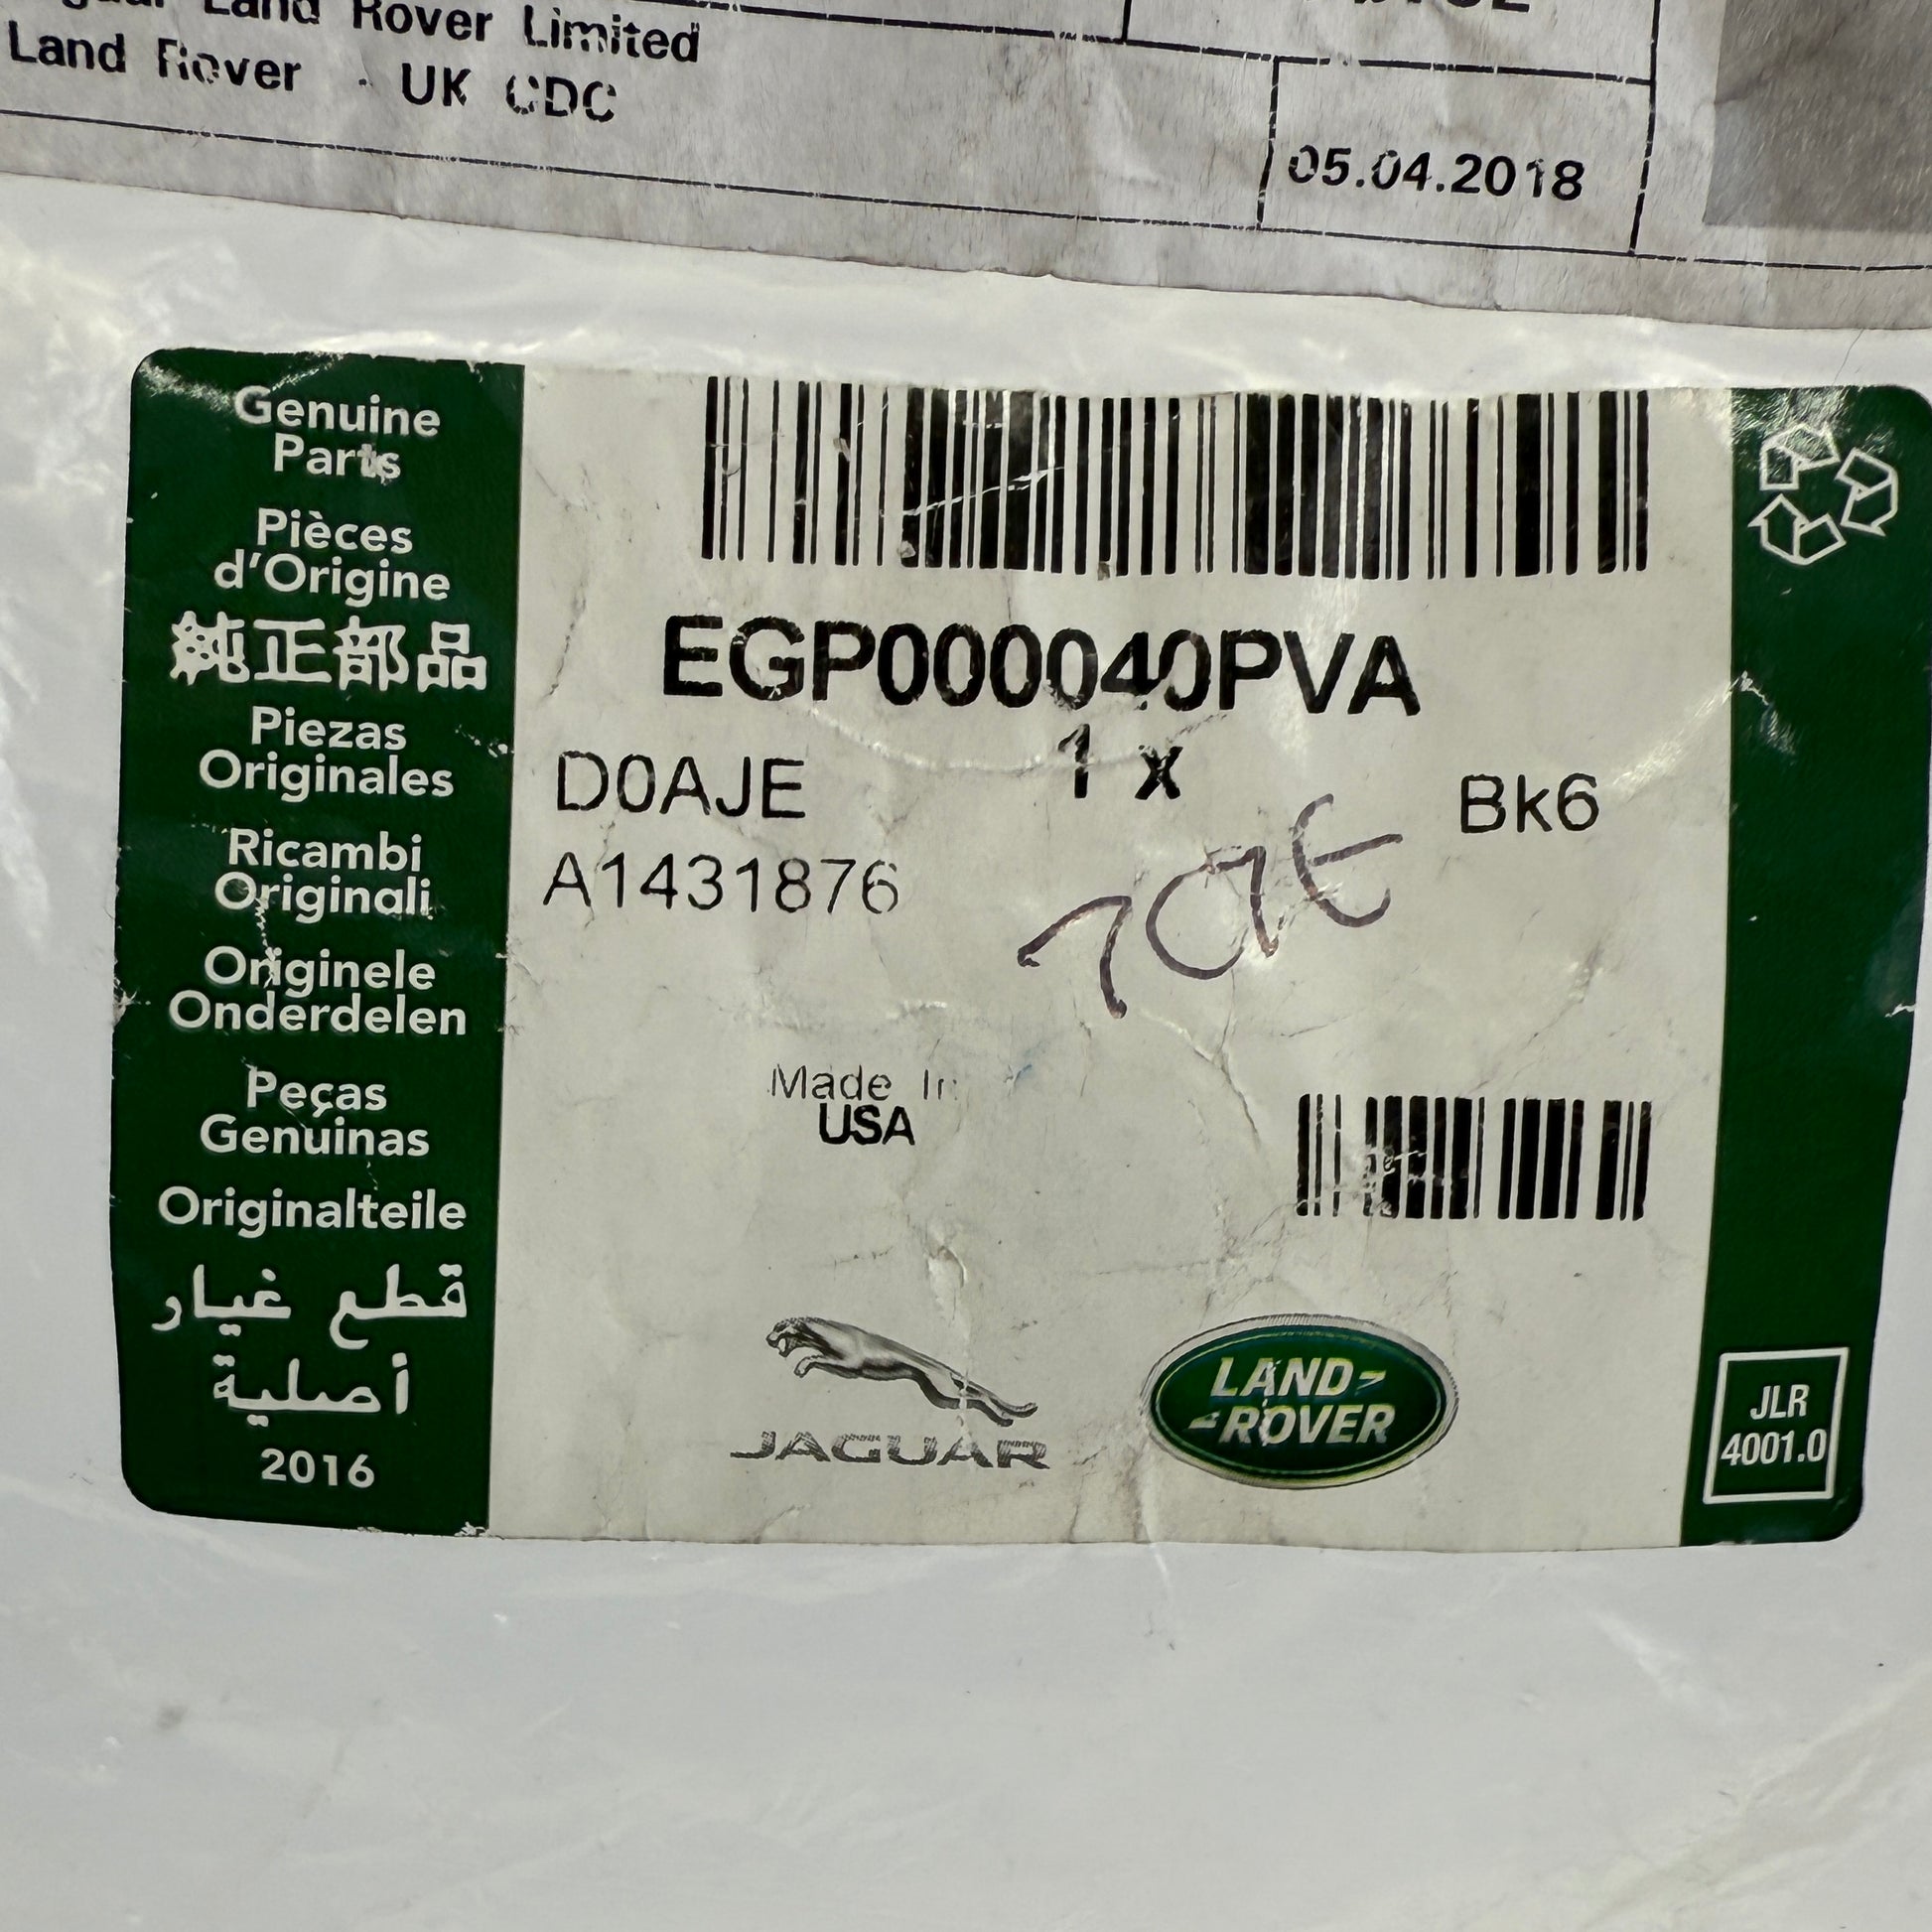 Land Rover Limited
Land Rover - UK CDC
05.04.2018
Genuine
Parts
Pièces
d'Origine
純正部品
Piezas
Originales
Ricambi
Originali
Originele
Onderdelen
Peças
Genuínas
Originalteile
قطع غيار
أصلية
2016
EGP000040PVA
1 x
D0AJE
Bk6
A1431876
Made In
USA
JAGUAR
LAND
ROVER
JLR
4001.0